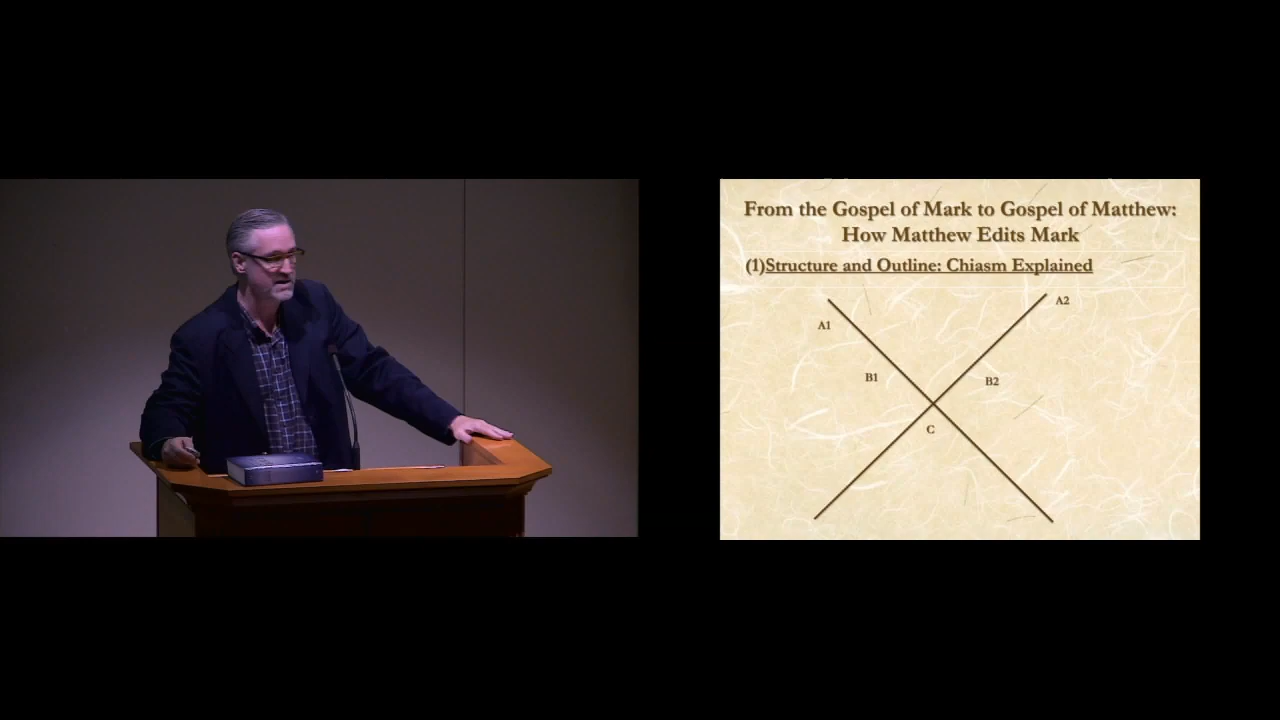 From the Gospel of Mark to Gospel of Matthew:
How Matthew Edits Mark
(1)Structure and Outline: Chiasm Explained
A1
A2
B1
B2
C